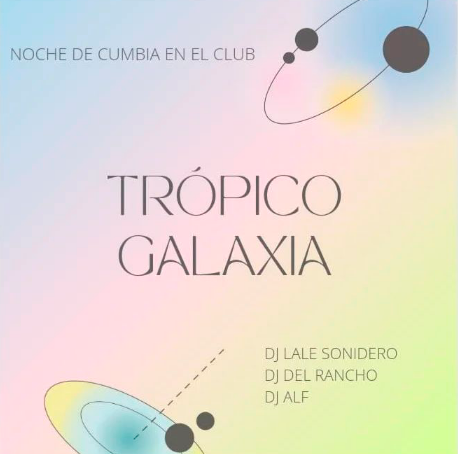 NOCHE DE CUMBIA EN EL CLUB
TRÓPICO
GALAXIA
DJ LALE SONIDERO
DJ DEL RANCHO
DJ ALF